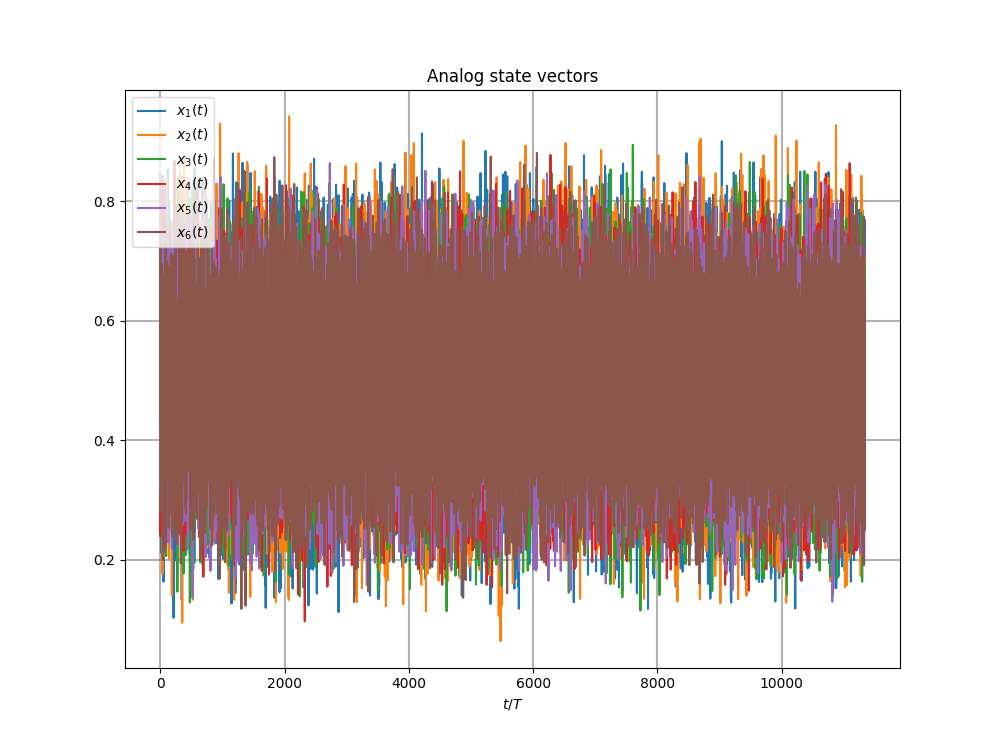 Analog state vectors
x₁(t)
x₂(t)
x₃(t)
x₄(t)
x₅(t)
x₆(t)
0.8
0.6
0.4
0.2
0 2000 4000 6000 8000 10000
t/T